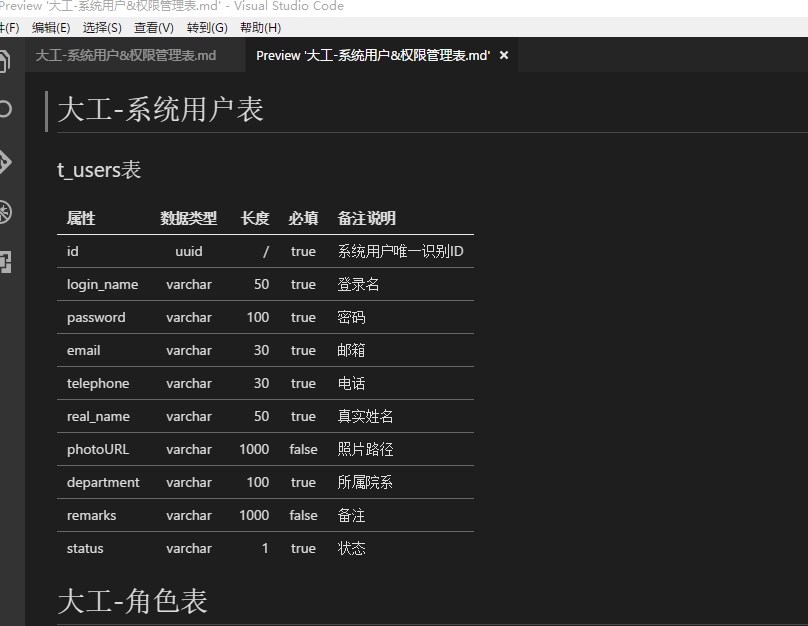 Preview '大工-系统用户&权限管理表.md' - Visual Studio Code
件(F) 编辑(E) 选择(S) 查看(V) 转到(G) 帮助(H)
大工-系统用户&权限管理表.md Preview '大工-系统用户&权限管理表.md' ×
大工-系统用户表
t_users表
属性 数据类型 长度 必填 备注说明
id uuid / true 系统用户唯一识别ID
login_name varchar 50 true 登录名
password varchar 100 true 密码
email varchar 30 true 邮箱
telephone varchar 30 true 电话
real_name varchar 50 true 真实姓名
photoURL varchar 1000 false 照片路径
department varchar 100 true 所属院系
remarks varchar 1000 false 备注
status varchar 1 true 状态
大工-角色表